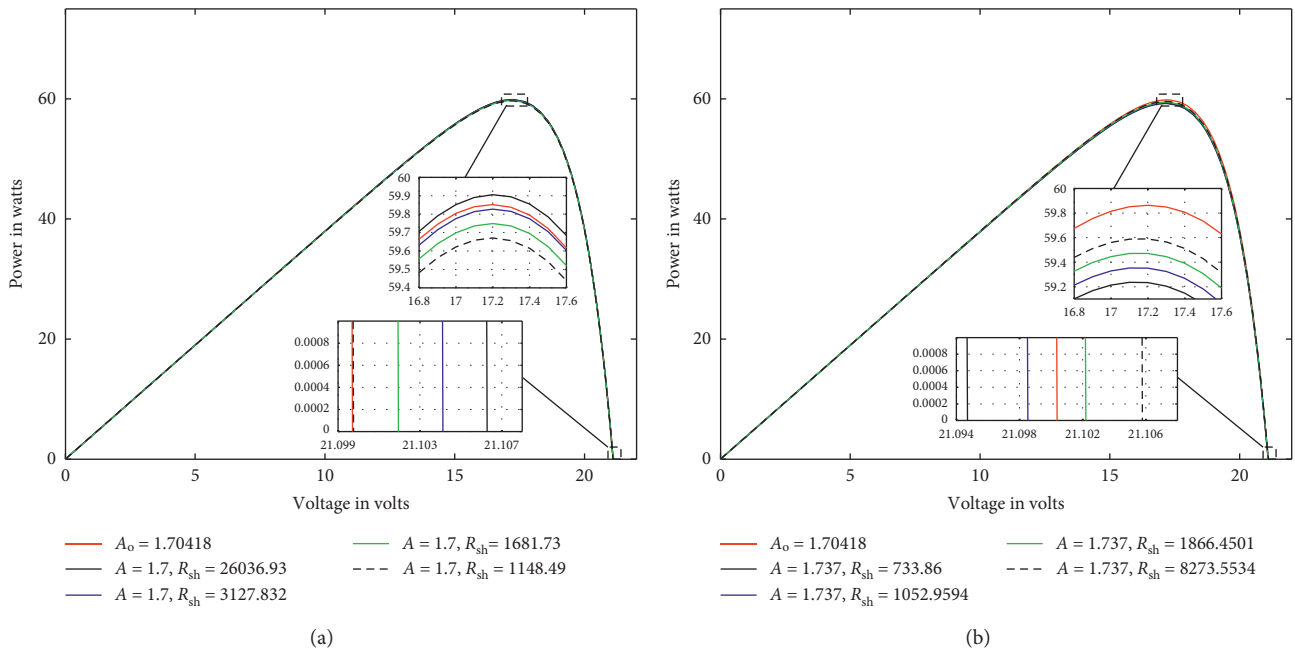 60
40
20
0
Power in watts
60
59.9
59.8
59.7
59.6
59.5
59.4
16.8 17 17.2 17.4 17.6
0.0008
0.0006
0.0004
0.0002
0
21.099 21.103 21.107
0 5 10 15 20
Voltage in volts
A₀ = 1.70418
A = 1.7, Rsh = 26036.93
A = 1.7, Rsh = 3127.832
A = 1.7, Rsh = 1681.73
A = 1.7, Rsh = 1148.49
(a)
60
40
20
0
Power in watts
60
59.8
59.6
59.4
59.2
16.8 17 17.2 17.4 17.6
0.0008
0.0006
0.0004
0.0002
0
21.094 21.098 21.102 21.106
0 5 10 15 20
Voltage in volts
A₀ = 1.70418
A = 1.737, Rsh = 733.86
A = 1.737, Rsh = 1052.9594
A = 1.737, Rsh = 1866.4501
A = 1.737, Rsh = 8273.5534
(b)